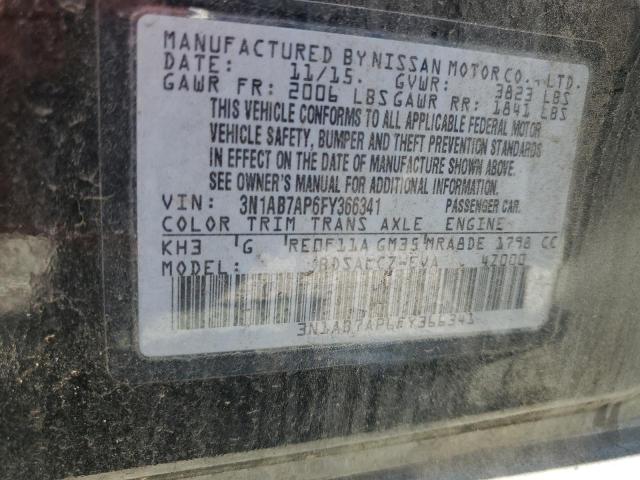 MANUFACTURED BY NISSAN MOTOR CO., LTD.
DATE: 11/15. GVWR: 3823 LBS
GAWR FR: 2006 LBS GAWR RR: 1841 LBS
THIS VEHICLE CONFORMS TO ALL APPLICABLE FEDERAL MOTOR
VEHICLE SAFETY, BUMPER AND THEFT PREVENTION STANDARDS
IN EFFECT ON THE DATE OF MANUFACTURE SHOWN ABOVE.
SEE OWNER'S MANUAL FOR ADDITIONAL INFORMATION.
VIN: 3N1AB7AP6FY366341 PASSENGER CAR.
COLOR TRIM TRANS AXLE ENGINE
KH3 G RE0F11A GM35 MRA8DE 1798 CC
MODEL: 42000
3N1AB7AP6FY366341